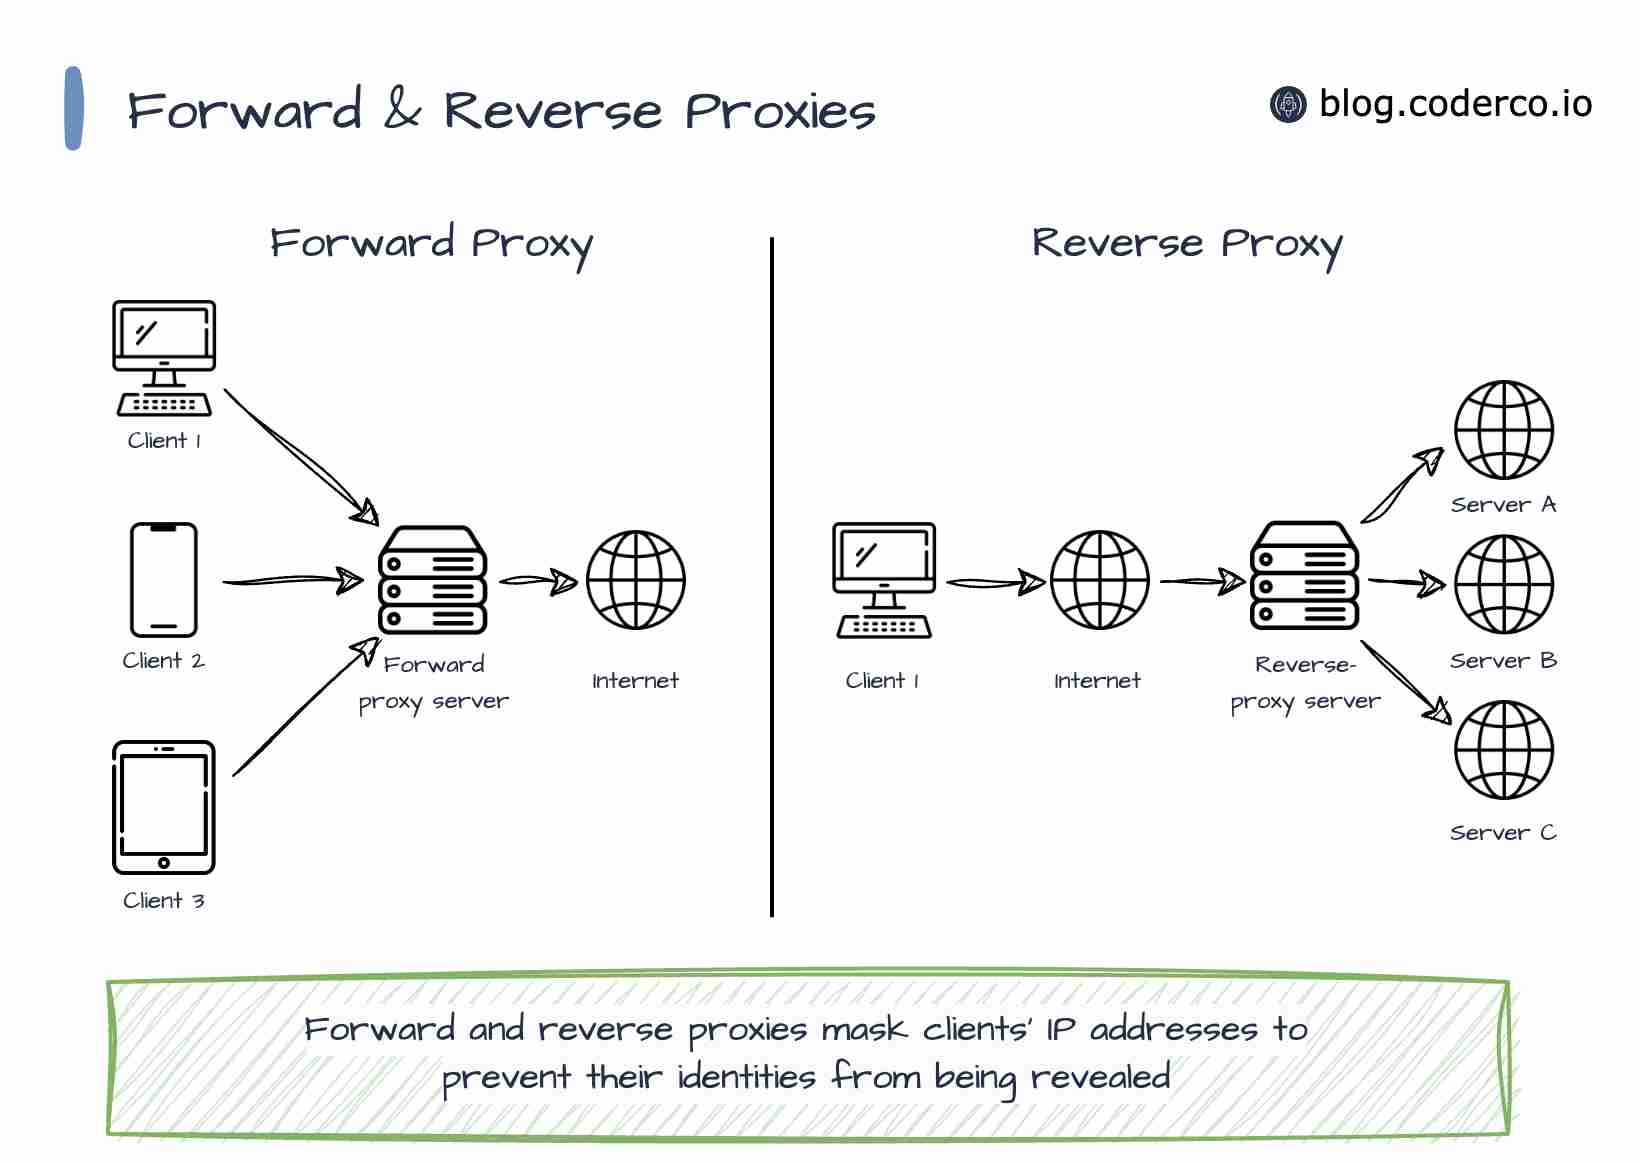 Forward & Reverse Proxies
blog.coderco.io
Forward Proxy
Client 1
Client 2
Client 3
Forward
proxy server
Internet
Reverse Proxy
Client 1
Internet
Reverse-
proxy server
Server A
Server B
Server C
Forward and reverse proxies mask clients' IP addresses to
prevent their identities from being revealed